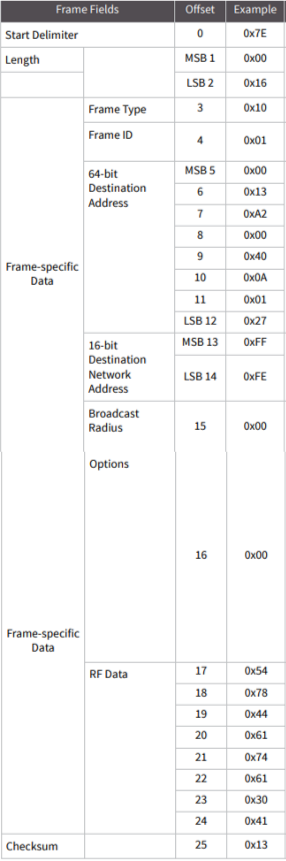 Frame Fields Offset Example
Start Delimiter 0 0x7E
Length MSB 1 0x00
LSB 2 0x16
Frame-specific Data
Frame Type 3 0x10
Frame ID 4 0x01
64-bit Destination Address
MSB 5 0x00
6 0x13
7 0xA2
8 0x00
9 0x40
10 0x0A
11 0x01
LSB 12 0x27
16-bit Destination Network Address
MSB 13 0xFF
LSB 14 0xFE
Broadcast Radius 15 0x00
Frame-specific Data
Options 16 0x00
RF Data 17 0x54
18 0x78
19 0x44
20 0x61
21 0x74
22 0x61
23 0x30
24 0x41
Checksum 25 0x13